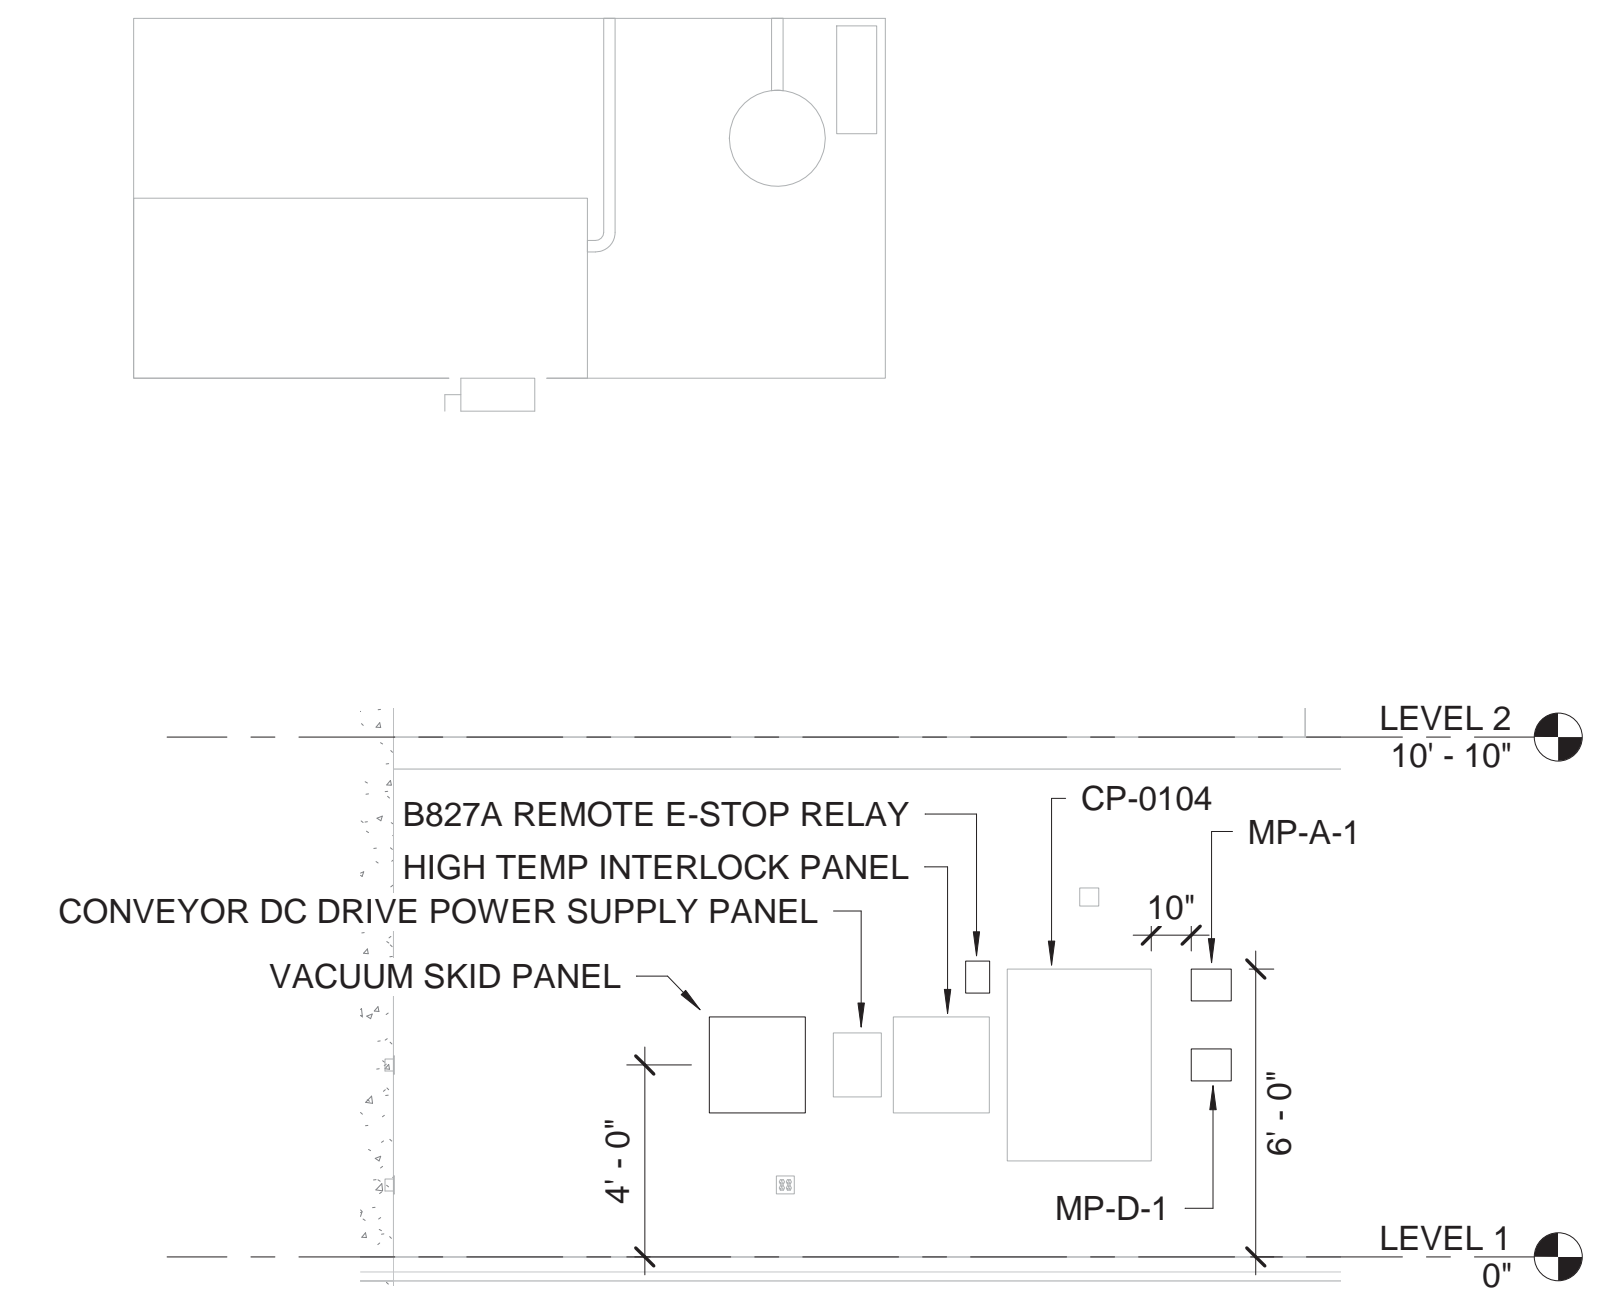 LEVEL 2
10' - 10"
CP-0104
B827A REMOTE E-STOP RELAY
MP-A-1
HIGH TEMP INTERLOCK PANEL
10"
CONVEYOR DC DRIVE POWER SUPPLY PANEL
VACUUM SKID PANEL
4' - 0"
6' - 0"
MP-D-1
LEVEL 1
0"